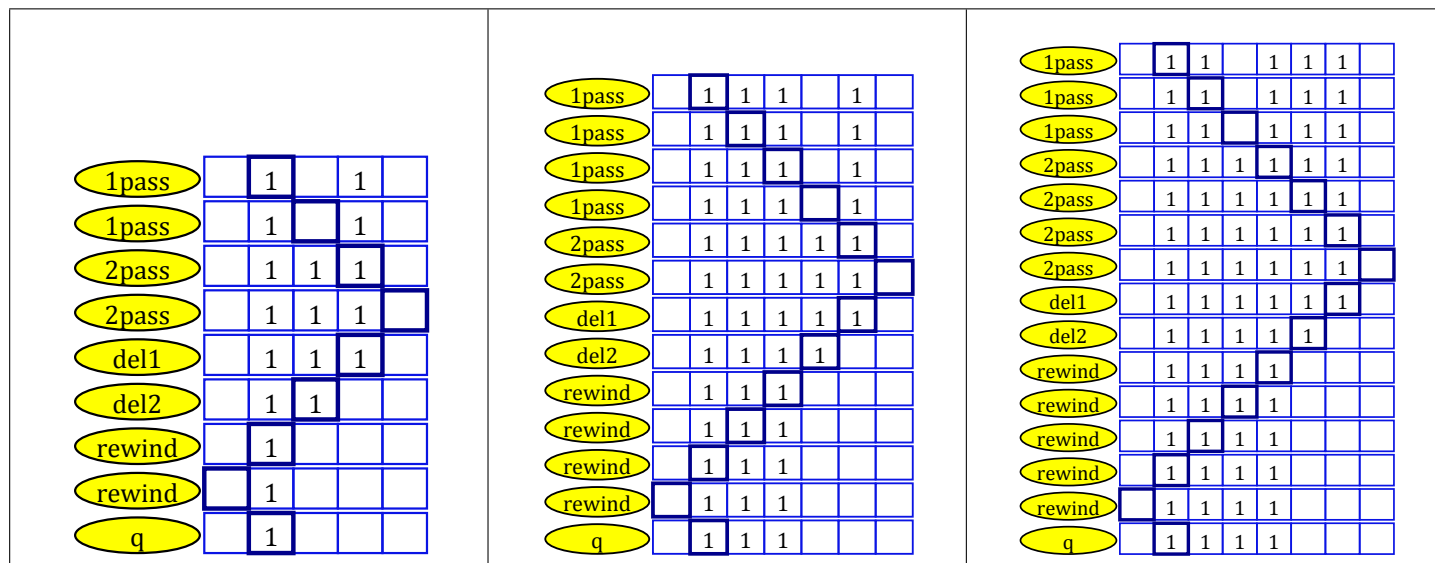 1pass 1 1
1pass 1 1
2pass 1 1 1
2pass 1 1 1
del1 1 1 1
del2 1 1
rewind 1
rewind 1
q 1
1pass 1 1 1 1
1pass 1 1 1 1
1pass 1 1 1 1
1pass 1 1 1 1
2pass 1 1 1 1 1
2pass 1 1 1 1 1
del1 1 1 1 1 1
del2 1 1 1 1
rewind 1 1 1
rewind 1 1 1
rewind 1 1 1
rewind 1 1 1
q 1 1 1
1pass 1 1 1 1 1
1pass 1 1 1 1 1
1pass 1 1 1 1 1
2pass 1 1 1 1 1 1
2pass 1 1 1 1 1 1
2pass 1 1 1 1 1 1
2pass 1 1 1 1 1 1
del1 1 1 1 1 1 1
del2 1 1 1 1 1
rewind 1 1 1 1
rewind 1 1 1 1
rewind 1 1 1 1
rewind 1 1 1 1
rewind 1 1 1 1
q 1 1 1 1